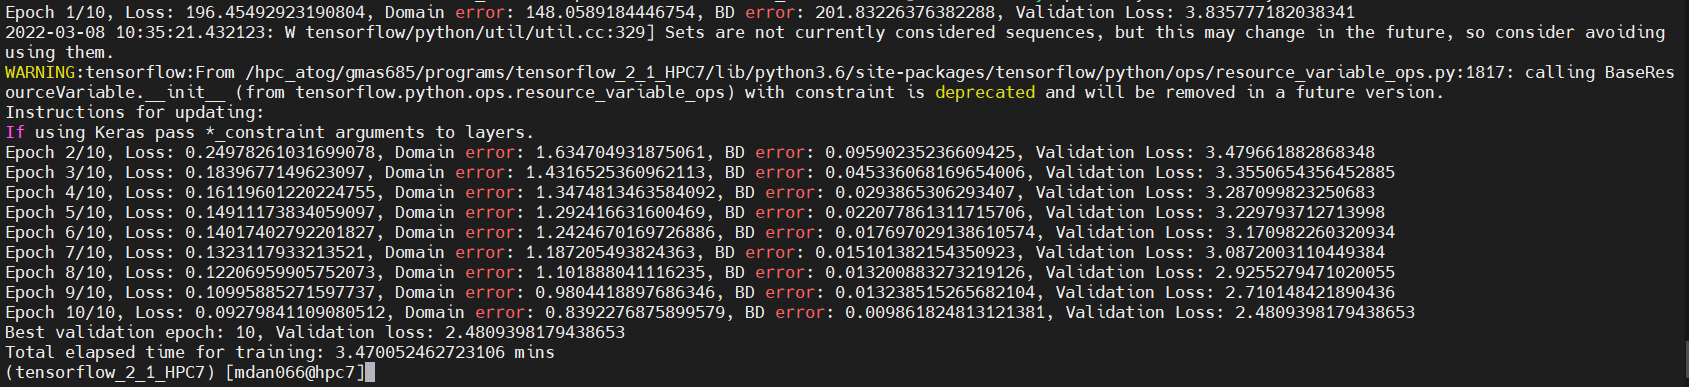 Epoch 1/10, Loss: 196.45492923190804, Domain error: 148.0589184446754, BD error: 201.83226376382288, Validation Loss: 3.835777182038341
2022-03-08 10:35:21.432123: W tensorflow/python/util/util.cc:329] Sets are not currently considered sequences, but this may change in the future, so consider avoiding
using them.
WARNING:tensorflow:From /hpc_atog/gmas685/programs/tensorflow_2_1_HPC7/lib/python3.6/site-packages/tensorflow/python/ops/resource_variable_ops.py:1817: calling BaseRes
ourceVariable.__init__ (from tensorflow.python.ops.resource_variable_ops) with constraint is deprecated and will be removed in a future version.
Instructions for updating:
If using Keras pass *_constraint arguments to layers.
Epoch 2/10, Loss: 0.24978261031699078, Domain error: 1.634704931875061, BD error: 0.09590235236609425, Validation Loss: 3.479661882868348
Epoch 3/10, Loss: 0.1839677149623097, Domain error: 1.4316525360962113, BD error: 0.045336068169654006, Validation Loss: 3.3550654356452885
Epoch 4/10, Loss: 0.16119601220224755, Domain error: 1.3474813463584092, BD error: 0.0293865306293407, Validation Loss: 3.287099823250683
Epoch 5/10, Loss: 0.14911173834059097, Domain error: 1.292416631600469, BD error: 0.022077861311715706, Validation Loss: 3.229793712713998
Epoch 6/10, Loss: 0.14017402792201827, Domain error: 1.2424670169726886, BD error: 0.017697029138610574, Validation Loss: 3.170982260320934
Epoch 7/10, Loss: 0.1323117933213521, Domain error: 1.187205493824363, BD error: 0.015101382154350923, Validation Loss: 3.0872003110449384
Epoch 8/10, Loss: 0.12206959905752073, Domain error: 1.101888041116235, BD error: 0.013200883273219126, Validation Loss: 2.9255279471020055
Epoch 9/10, Loss: 0.10995885271597737, Domain error: 0.9804418897686346, BD error: 0.013238515265682104, Validation Loss: 2.710148421890436
Epoch 10/10, Loss: 0.09279841109080512, Domain error: 0.8392276875899579, BD error: 0.009861824813121381, Validation Loss: 2.4809398179438653
Best validation epoch: 10, Validation loss: 2.4809398179438653
Total elapsed time for training: 3.470052462723106 mins
(tensorflow_2_1_HPC7) [mdan066@hpc7]